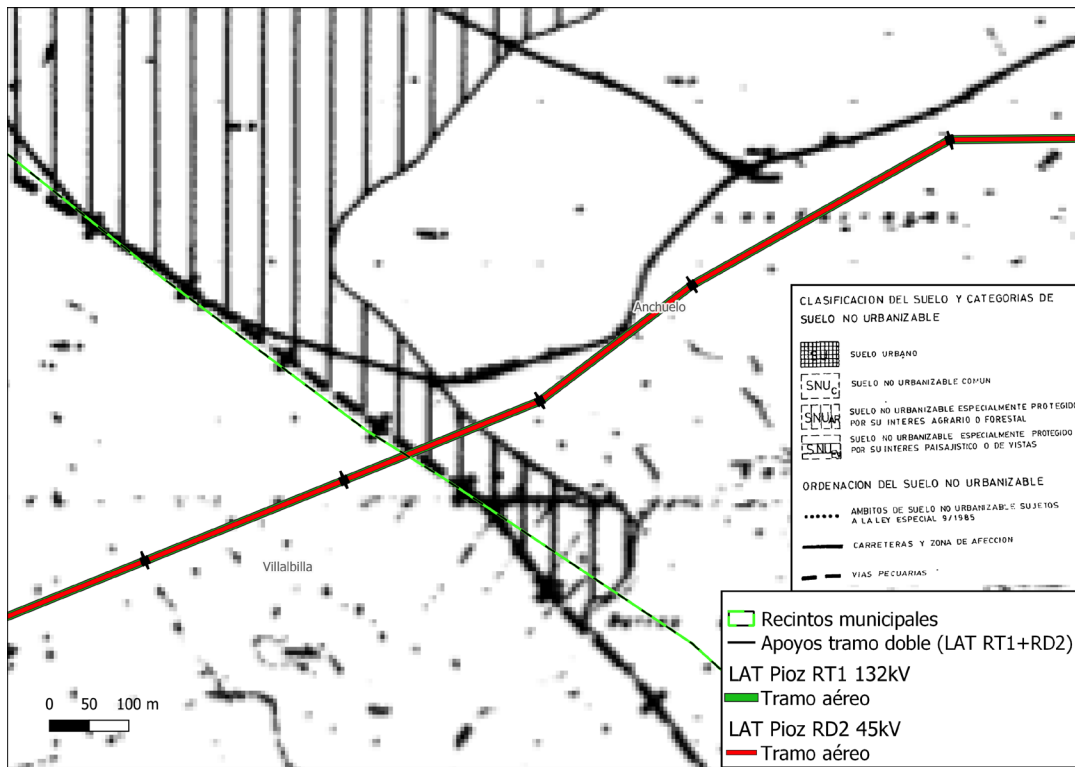 Anchuelo
CLASIFICACION DEL SUELO Y CATEGORIAS DE
SUELO NO URBANIZABLE
SU
SUELO URBANO
SNUC
SUELO NO URBANIZABLE COMUN
SNU
SUELO NO URBANIZABLE ESPECIALMENTE PROTEGIDO
POR SU INTERES AGRARIO O FORESTAL
SNU
SUELO NO URBANIZABLE ESPECIALMENTE PROTEGIDO
POR SU INTERES PAISAJISTICO O DE VISTAS
ORDENACION DEL SUELO NO URBANIZABLE
AMBITOS DE SUELO NO URBANIZABLE SUJETOS
A LA LEY ESPECIAL 9/1985
CARRETERAS Y ZONA DE AFECCION
VIAS PECUARIAS
Villalbilla
Recintos municipales
Apoyos tramo doble (LAT RT1+RD2)
LAT Pioz RT1 132kV
Tramo aéreo
LAT Pioz RD2 45kV
Tramo aéreo
0 50 100 m